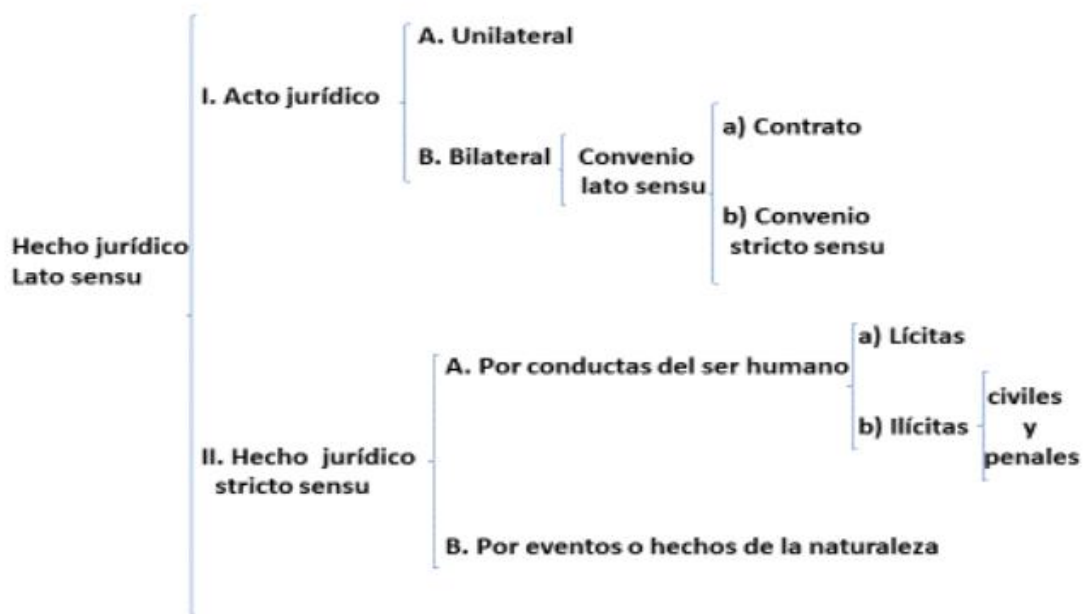 Hecho jurídico
Lato sensu
I. Acto jurídico
A. Unilateral
B. Bilateral
Convenio
lato sensu
a) Contrato
b) Convenio
stricto sensu
II. Hecho jurídico
stricto sensu
A. Por conductas del ser humano
a) Lícitas
b) Ilícitas
civiles
y
penales
B. Por eventos o hechos de la naturaleza